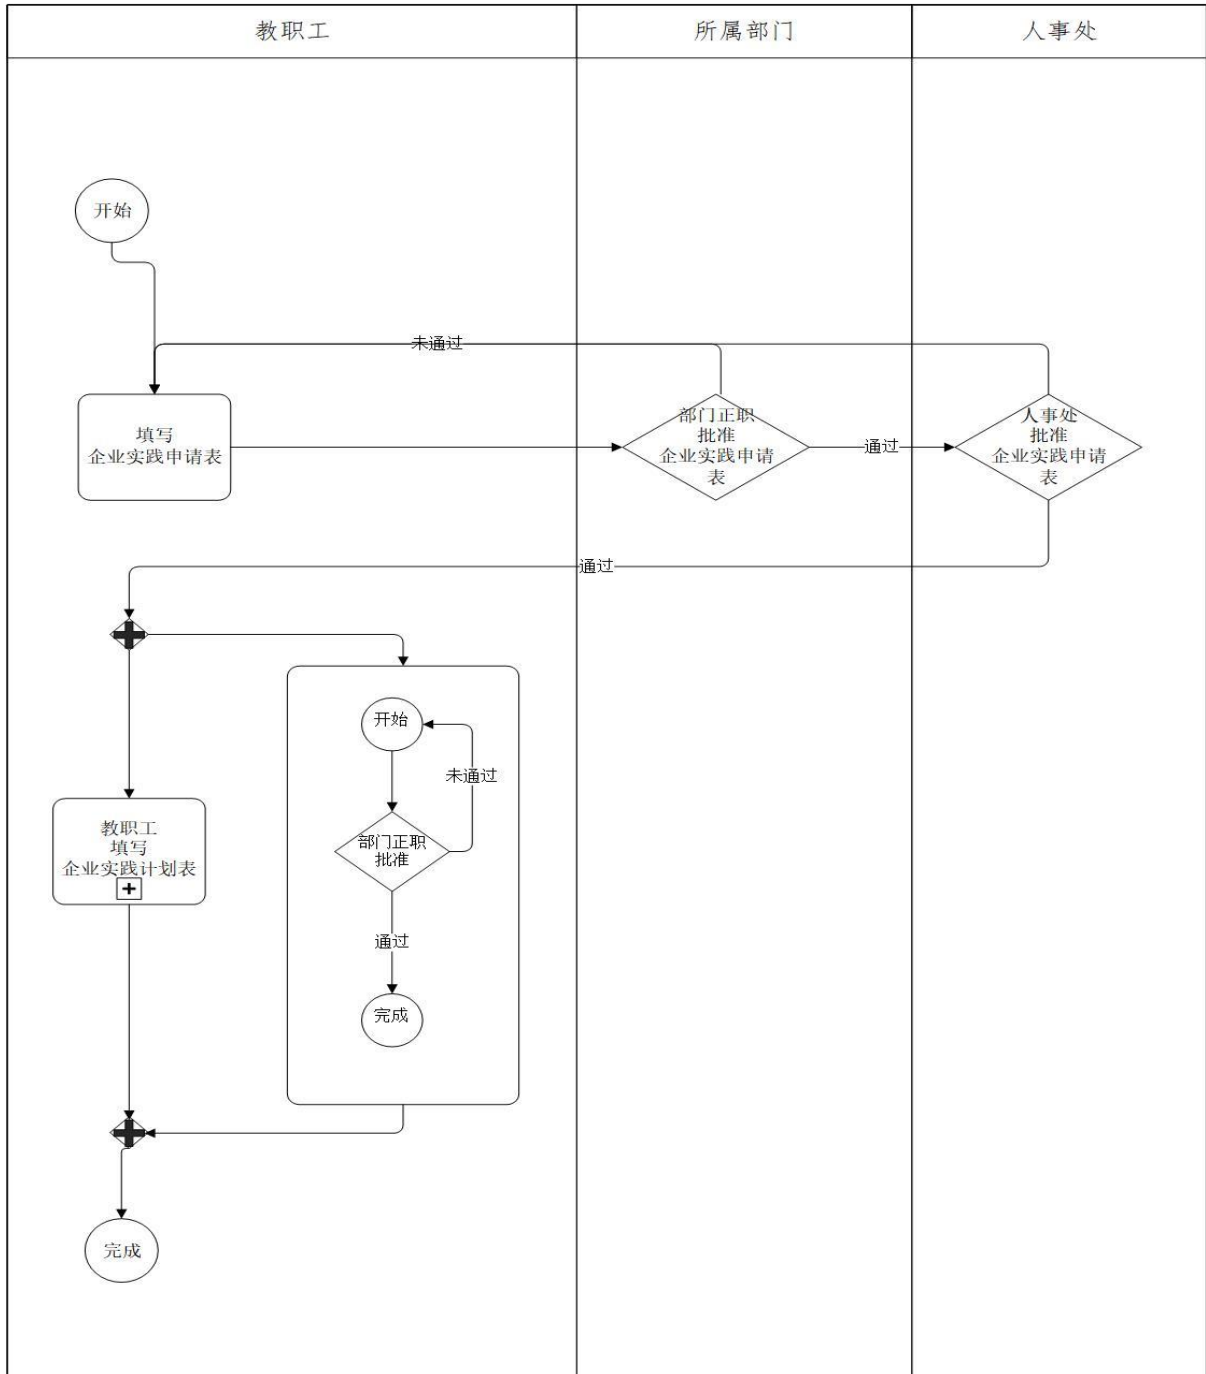 教职工
所属部门
人事处
开始
未通过
填写
企业实践申请表
部门正职
批准
企业实践申请
表
通过
人事处
批准
企业实践申请
表
通过
开始
未通过
部门正职
批准
教职工
填写
企业实践计划表
通过
完成
完成